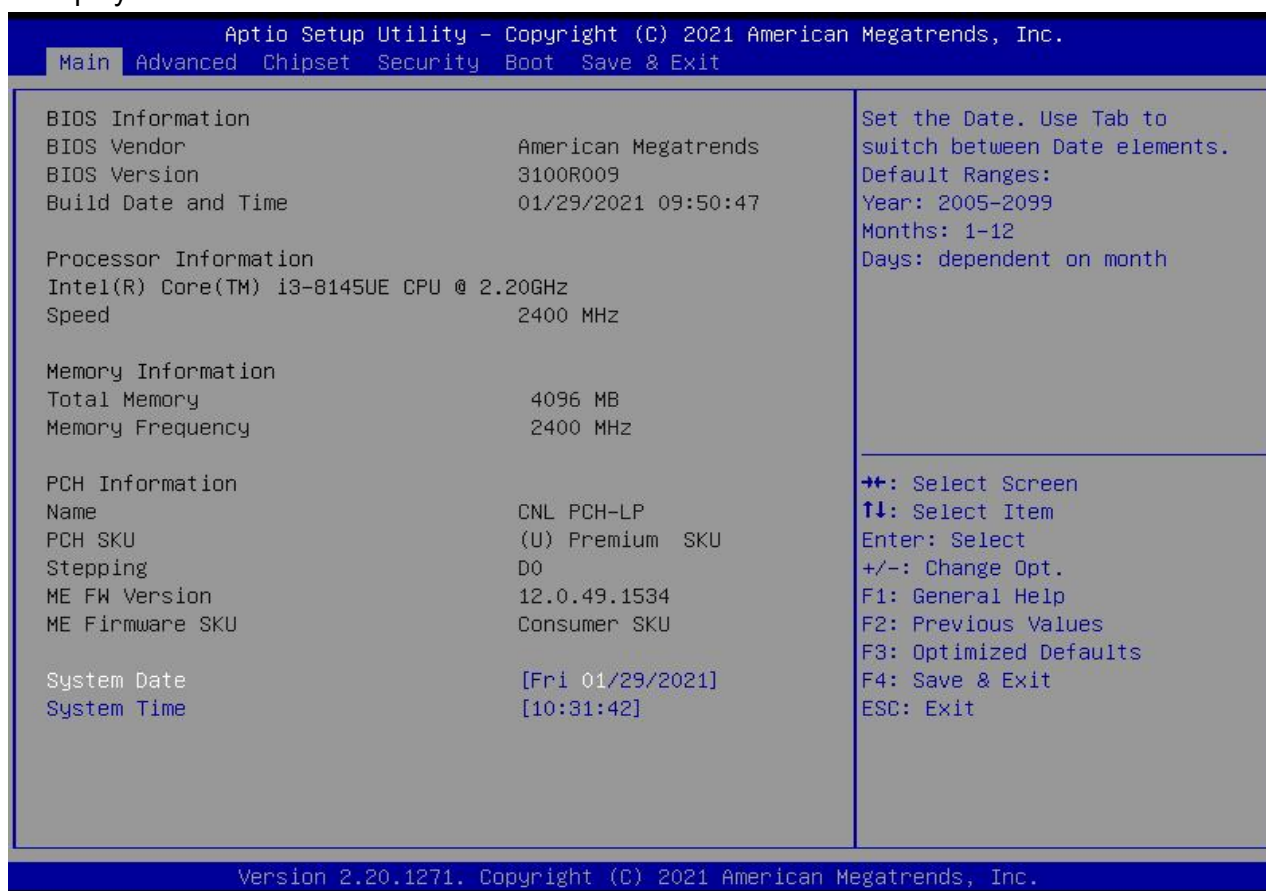 Aptio Setup Utility – Copyright (C) 2021 American Megatrends, Inc.
Main Advanced Chipset Security Boot Save & Exit
BIOS Information
BIOS Vendor American Megatrends
BIOS Version 3100R009
Build Date and Time 01/29/2021 09:50:47
Processor Information
Intel(R) Core(TM) i3-8145UE CPU @ 2.20GHz
Speed 2400 MHz
Memory Information
Total Memory 4096 MB
Memory Frequency 2400 MHz
PCH Information
Name CNL PCH-LP
PCH SKU (U) Premium SKU
Stepping D0
ME FW Version 12.0.49.1534
ME Firmware SKU Consumer SKU
System Date [Fri 01/29/2021]
System Time [10:31:42]
Set the Date. Use Tab to
switch between Date elements.
Default Ranges:
Year: 2005-2099
Months: 1-12
Days: dependent on month
→←: Select Screen
↑↓: Select Item
Enter: Select
+/-: Change Opt.
F1: General Help
F2: Previous Values
F3: Optimized Defaults
F4: Save & Exit
ESC: Exit
Version 2.20.1271. Copyright (C) 2021 American Megatrends, Inc.